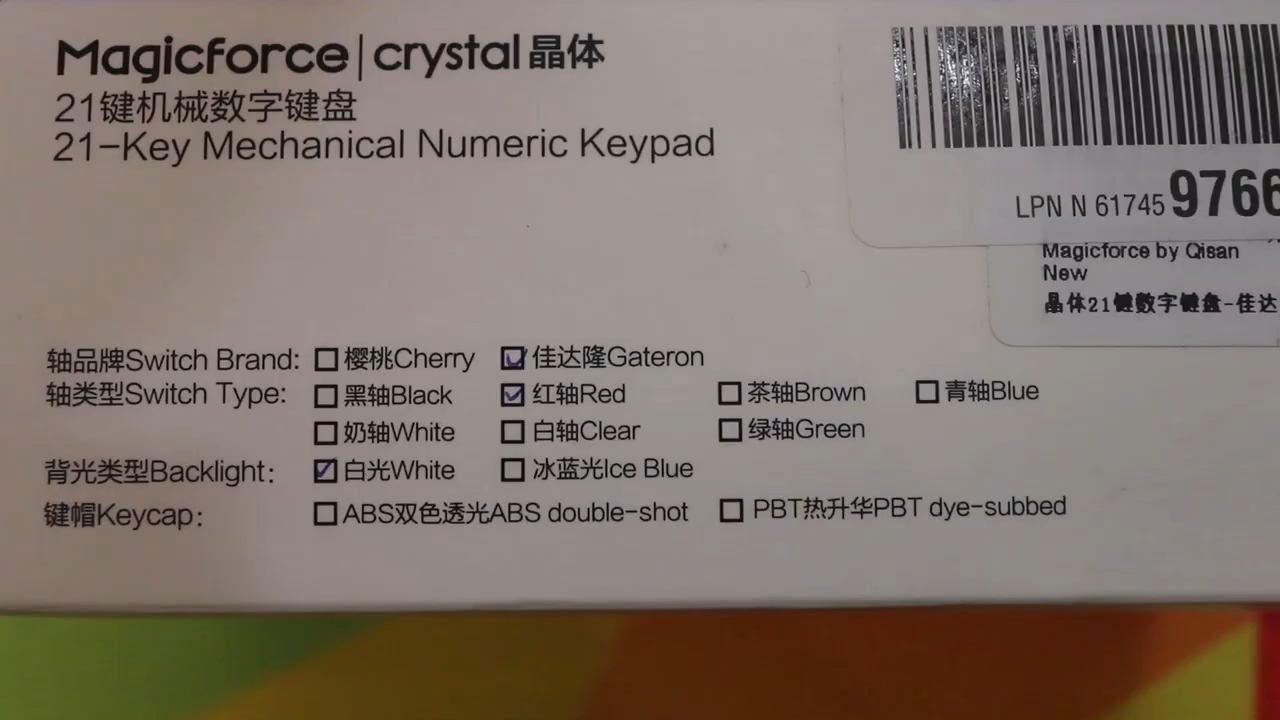 Magicforce|crystal晶体
21键机械数字键盘
21-Key Mechanical Numeric Keypad
LPN N 617459766
Magicforce by Qisan
New
晶体21键数字键盘-佳达
轴品牌Switch Brand: 樱桃Cherry 佳达隆Gateron
轴类型Switch Type: 黑轴Black 红轴Red 茶轴Brown 青轴Blue
奶轴White 白轴Clear 绿轴Green
背光类型Backlight: 白光White 冰蓝光Ice Blue
键帽Keycap: ABS双色透光ABS double-shot PBT热升华PBT dye-subbed